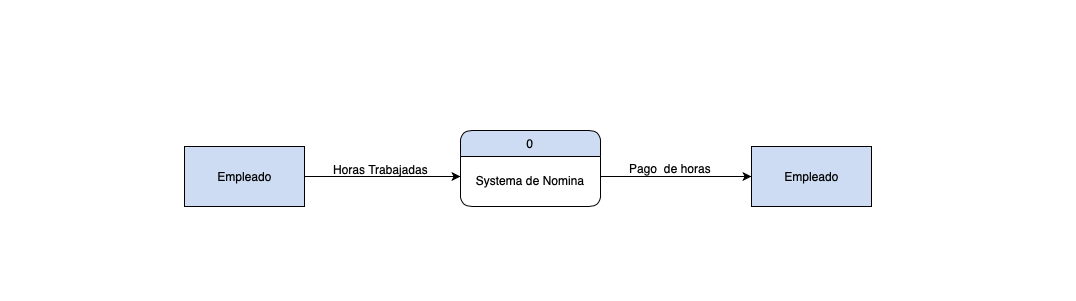 0
Empleado
Horas Trabajadas
Systema de Nomina
Pago  de horas
Empleado